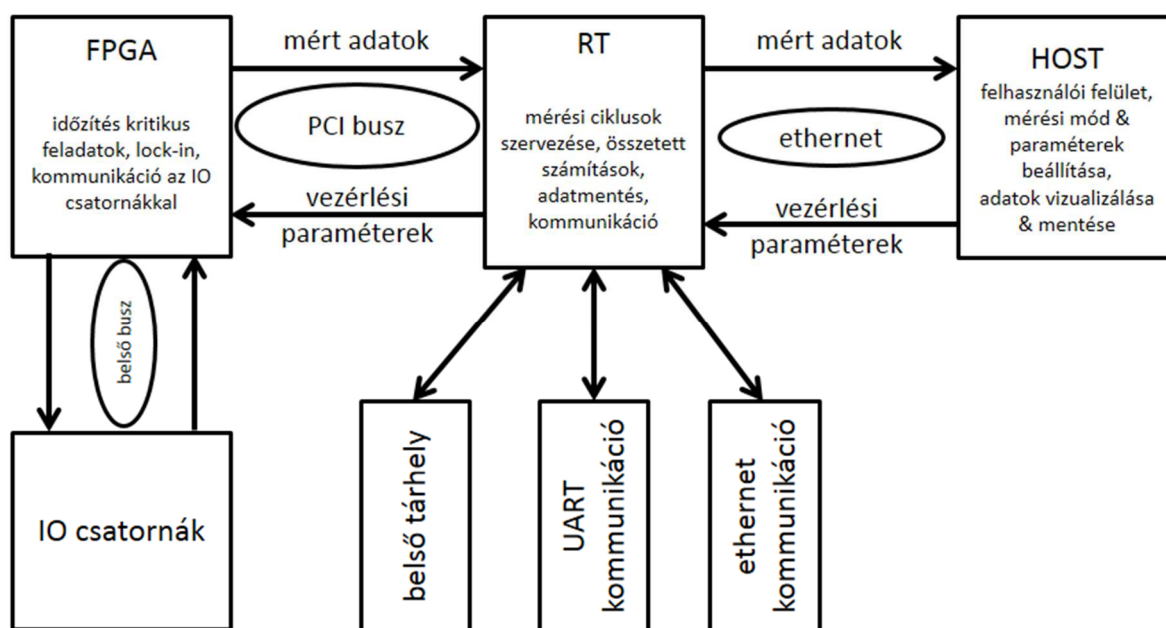 FPGA
időzítés kritikus
feladatok, lock-in,
kommunikáció az IO
csatornákkal
mért adatok
PCI busz
vezérlési
paraméterek
RT
mérési ciklusok
szervezése, összetett
számítások,
adatmentés,
kommunikáció
mért adatok
ethernet
vezérlési
paraméterek
HOST
felhasználói felület,
mérési mód &
paraméterek
beállítása,
adatok vizualizálása
& mentése
belső busz
IO csatornák
belső tárhely
UART
kommunikáció
ethernet
kommunikáció